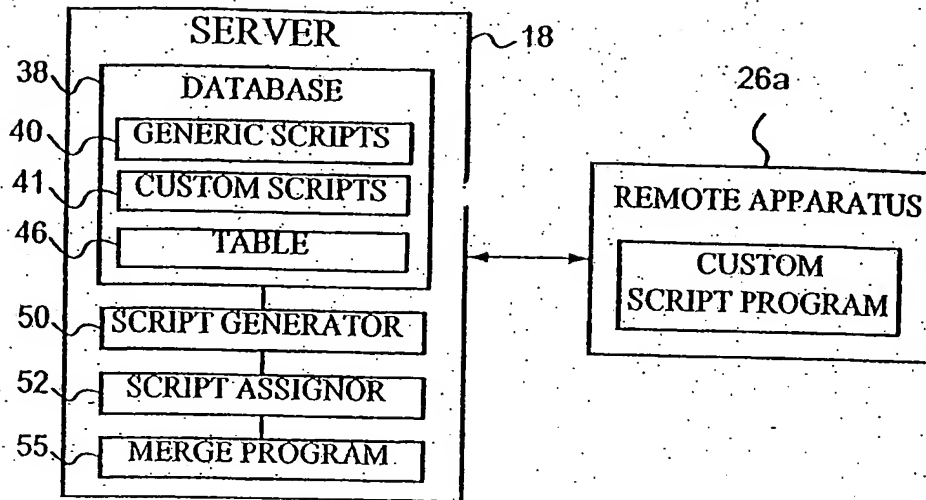 SERVER
18
38
DATABASE
40
GENERIC SCRIPTS
41
CUSTOM SCRIPTS
46
TABLE
50
SCRIPT GENERATOR
52
SCRIPT ASSIGNOR
55
MERGE PROGRAM
26a
REMOTE APPARATUS
CUSTOM
SCRIPT PROGRAM